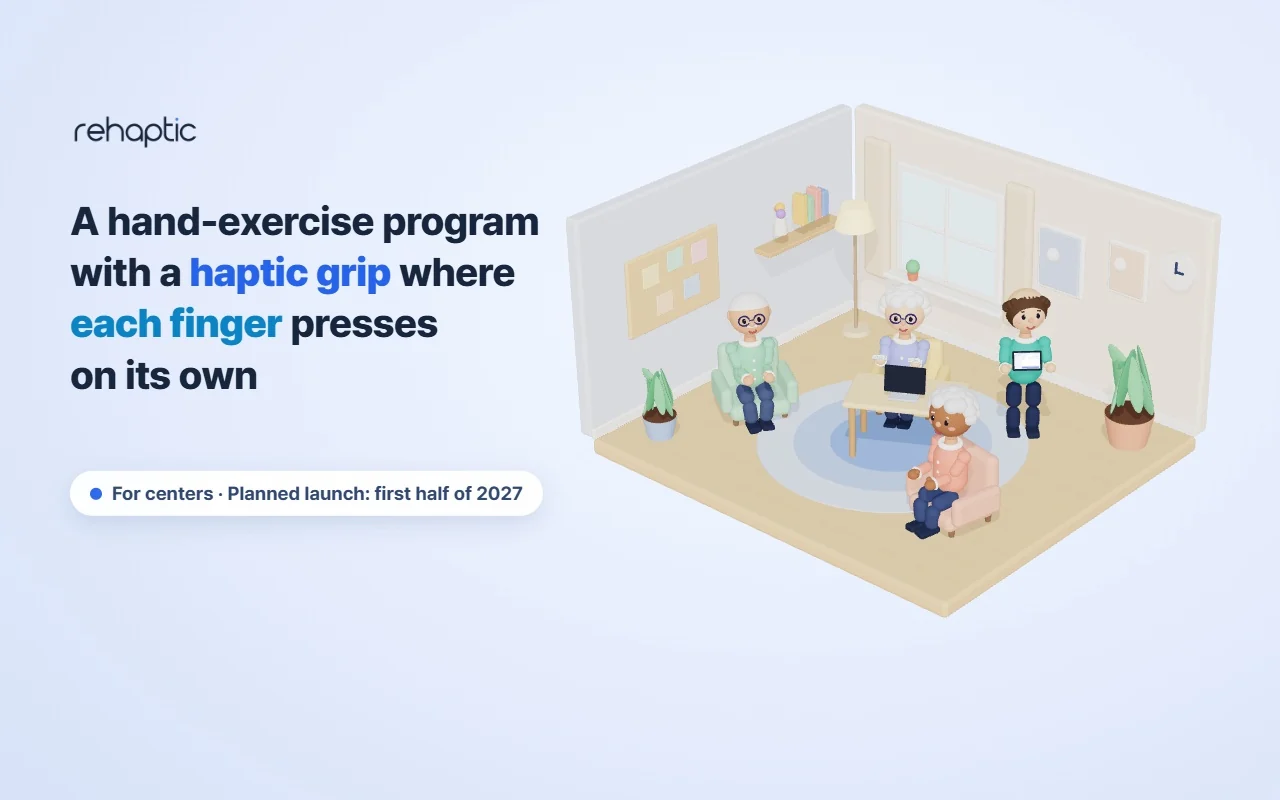 rehaptic
A hand-exercise program
with a haptic grip where
each finger presses
on its own
For centers · Planned launch: first half of 2027